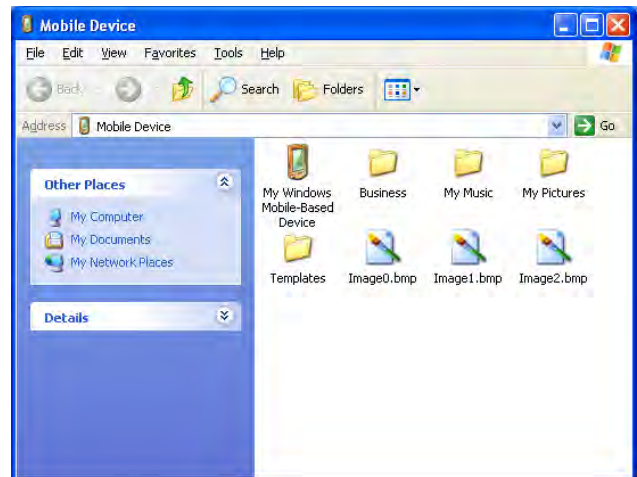 Mobile Device
File Edit View Favorites Tools Help
Back Search Folders
Address Mobile Device Go
Other Places
My Computer
My Documents
My Network Places
Details
My Windows Mobile-Based Device
Business
My Music
My Pictures
Templates
Image0.bmp
Image1.bmp
Image2.bmp